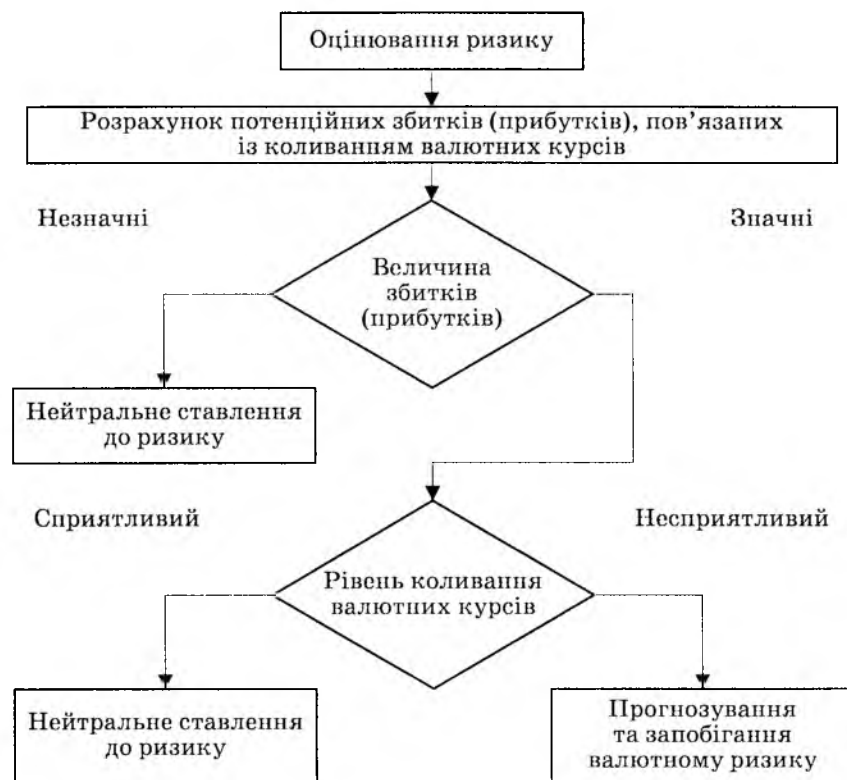 Оцінювання ризику
Розрахунок потенційних збитків (прибутків), пов’язаних
із коливанням валютних курсів
Незначні
Значні
Величина
збитків
(прибутків)
Нейтральне ставлення
до ризику
Сприятливий
Несприятливий
Рівень коливання
валютних курсів
Нейтральне ставлення
до ризику
Прогнозування
та запобігання
валютному ризику